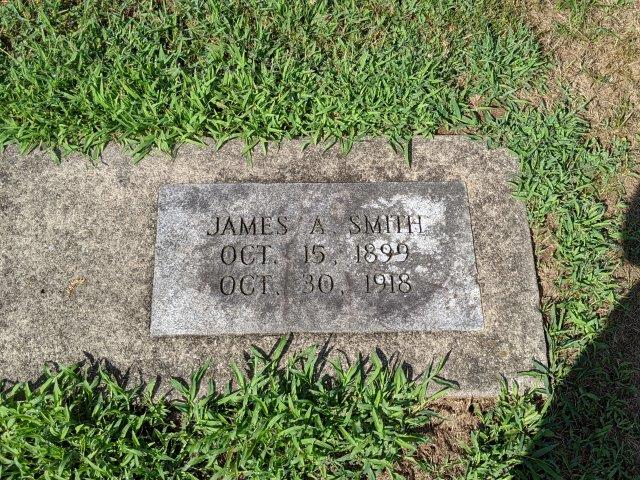 JAMES A. SMITH
OCT. 15, 1899
OCT. 30, 1918